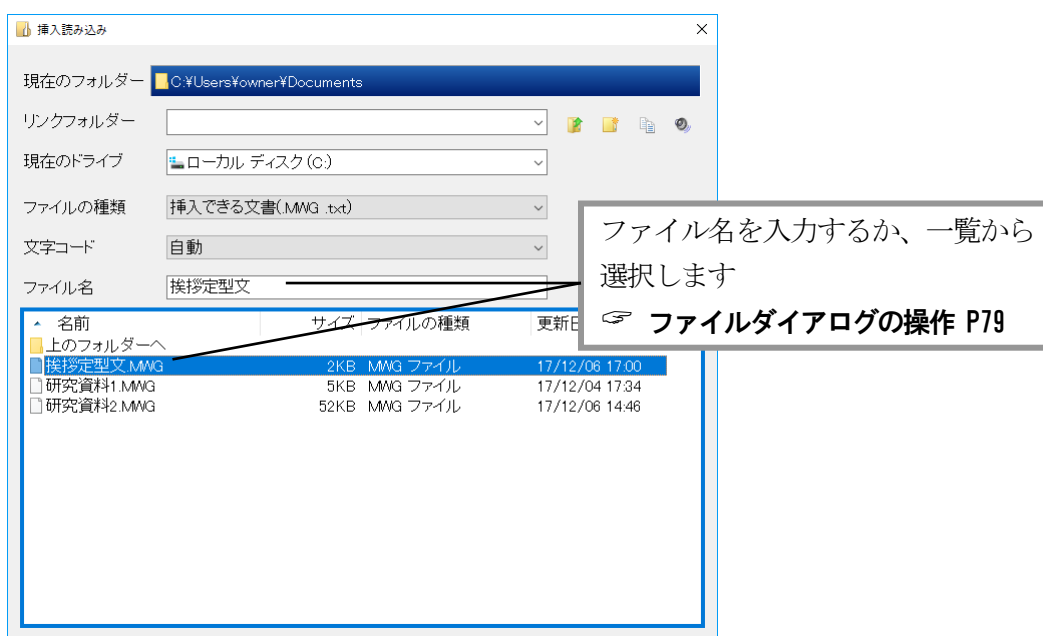 挿入読み込み
現在のフォルダー C:¥Users¥owner¥Documents
リンクフォルダー
現在のドライブ ローカル ディスク (C:)
ファイルの種類 挿入できる文書(.MWG .txt)
文字コード 自動
ファイル名 挨拶定型文
ファイル名を入力するか、一覧から
選択します
☞ ファイルダイアログの操作 P79
名前 サイズ ファイルの種類 更新日
上のフォルダーへ
挨拶定型文.MWG 2KB MWG ファイル 17/12/06 17:00
研究資料1.MWG 5KB MWG ファイル 17/12/04 17:34
研究資料2.MWG 52KB MWG ファイル 17/12/06 14:46